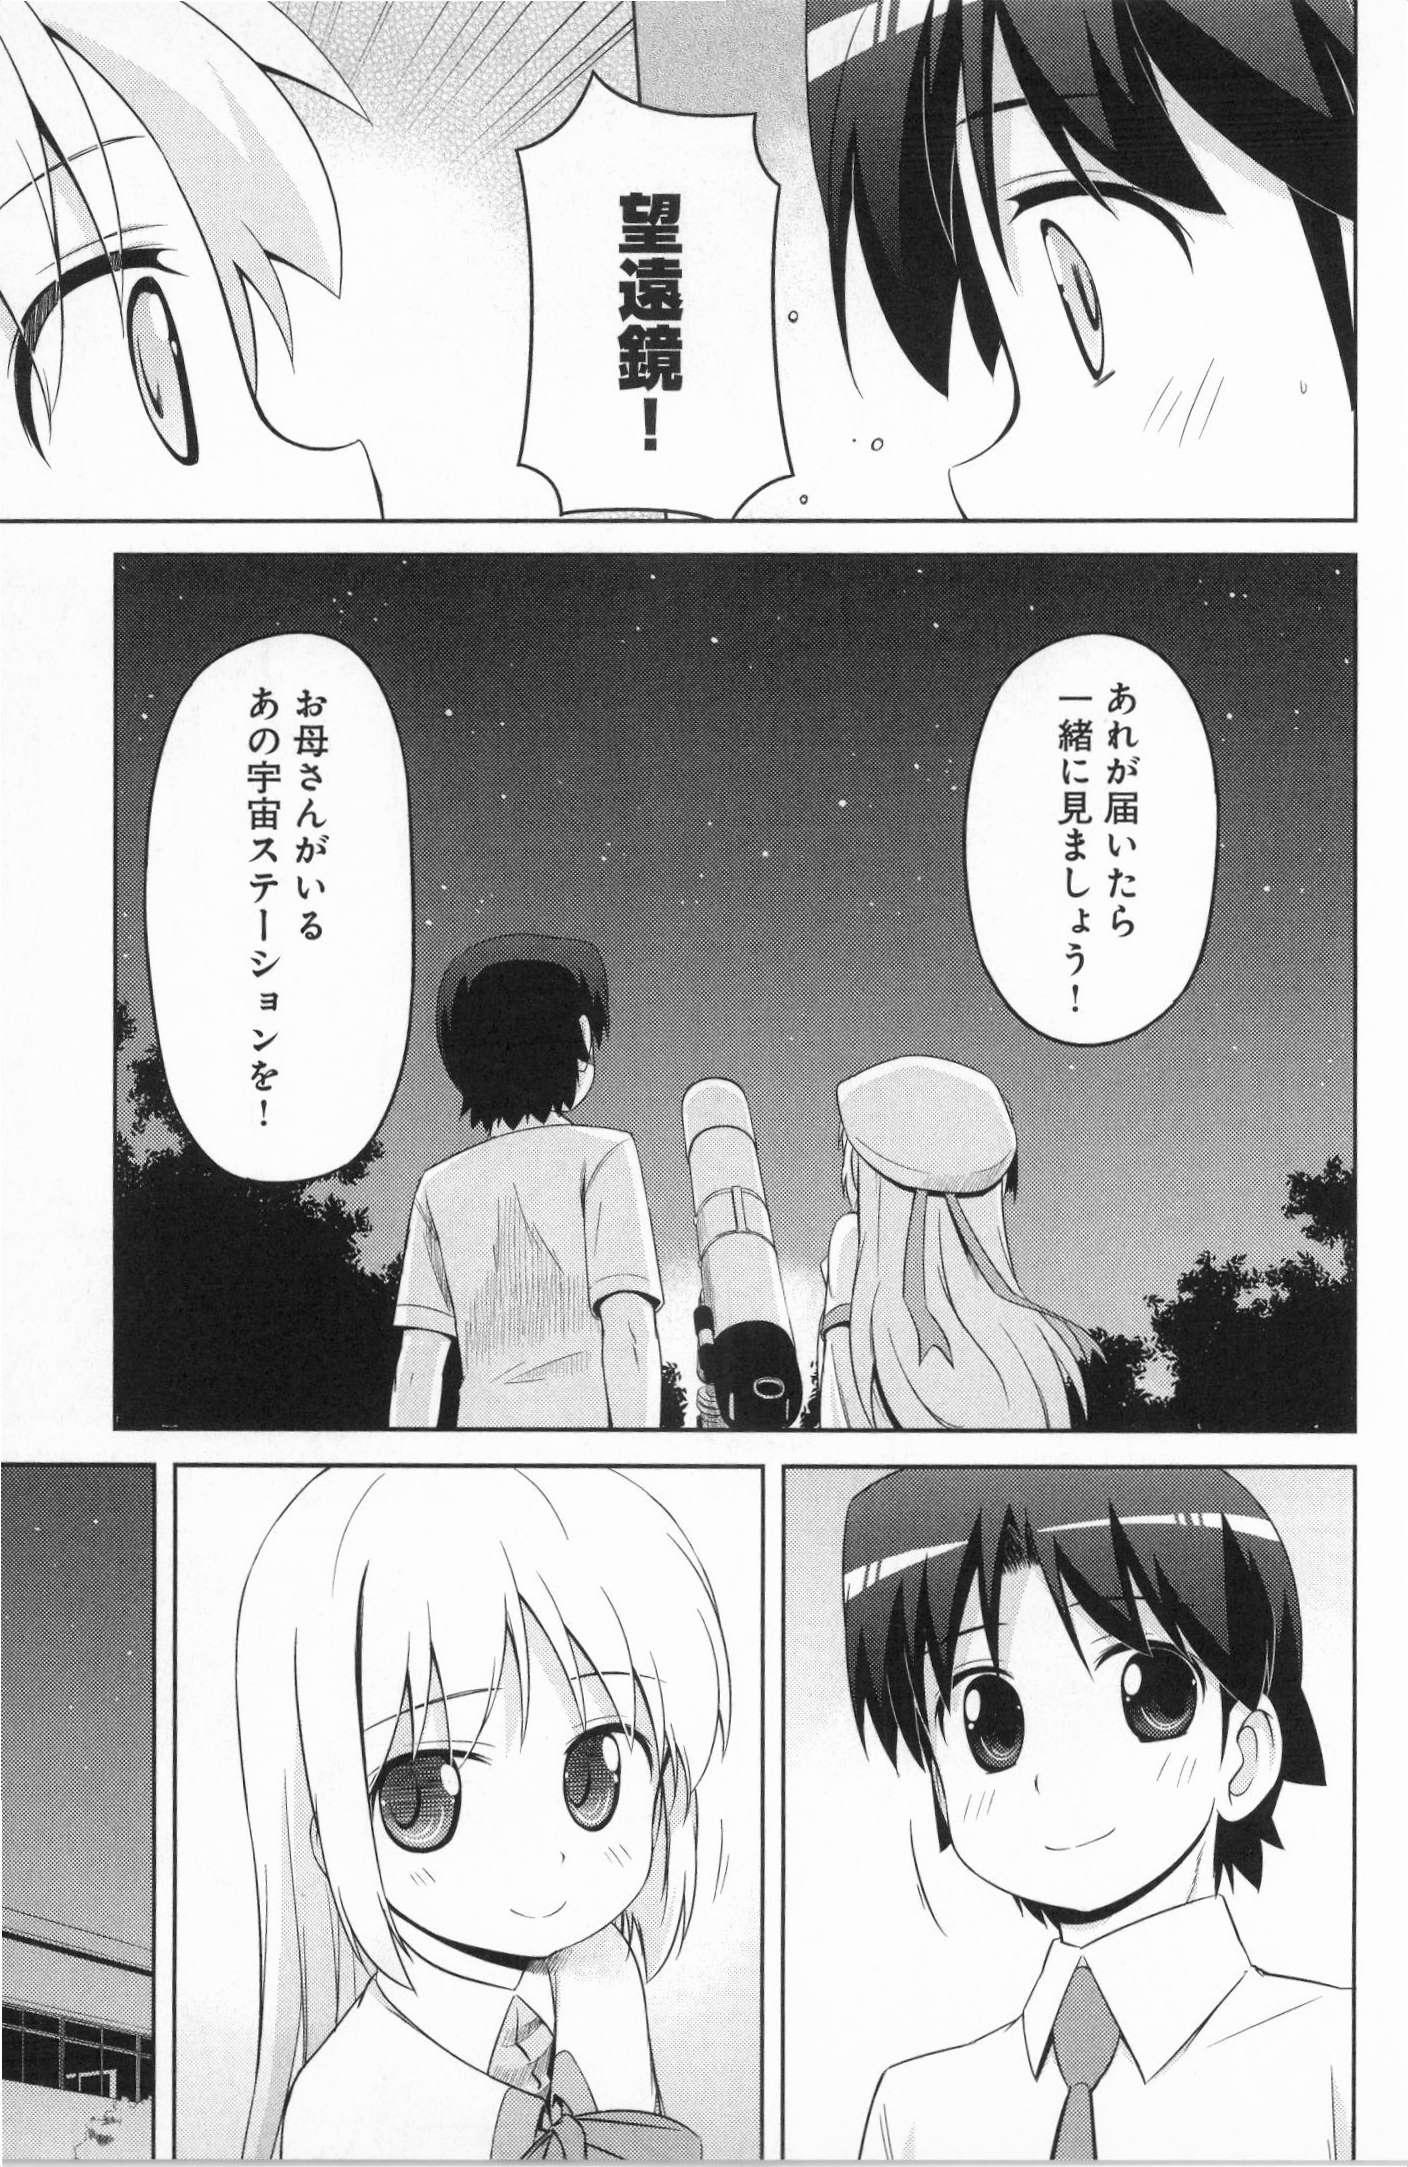 望遠鏡！
あれが届いたら
一緒に見ましょう！
お母さんがいる
あの宇宙ステーションを！